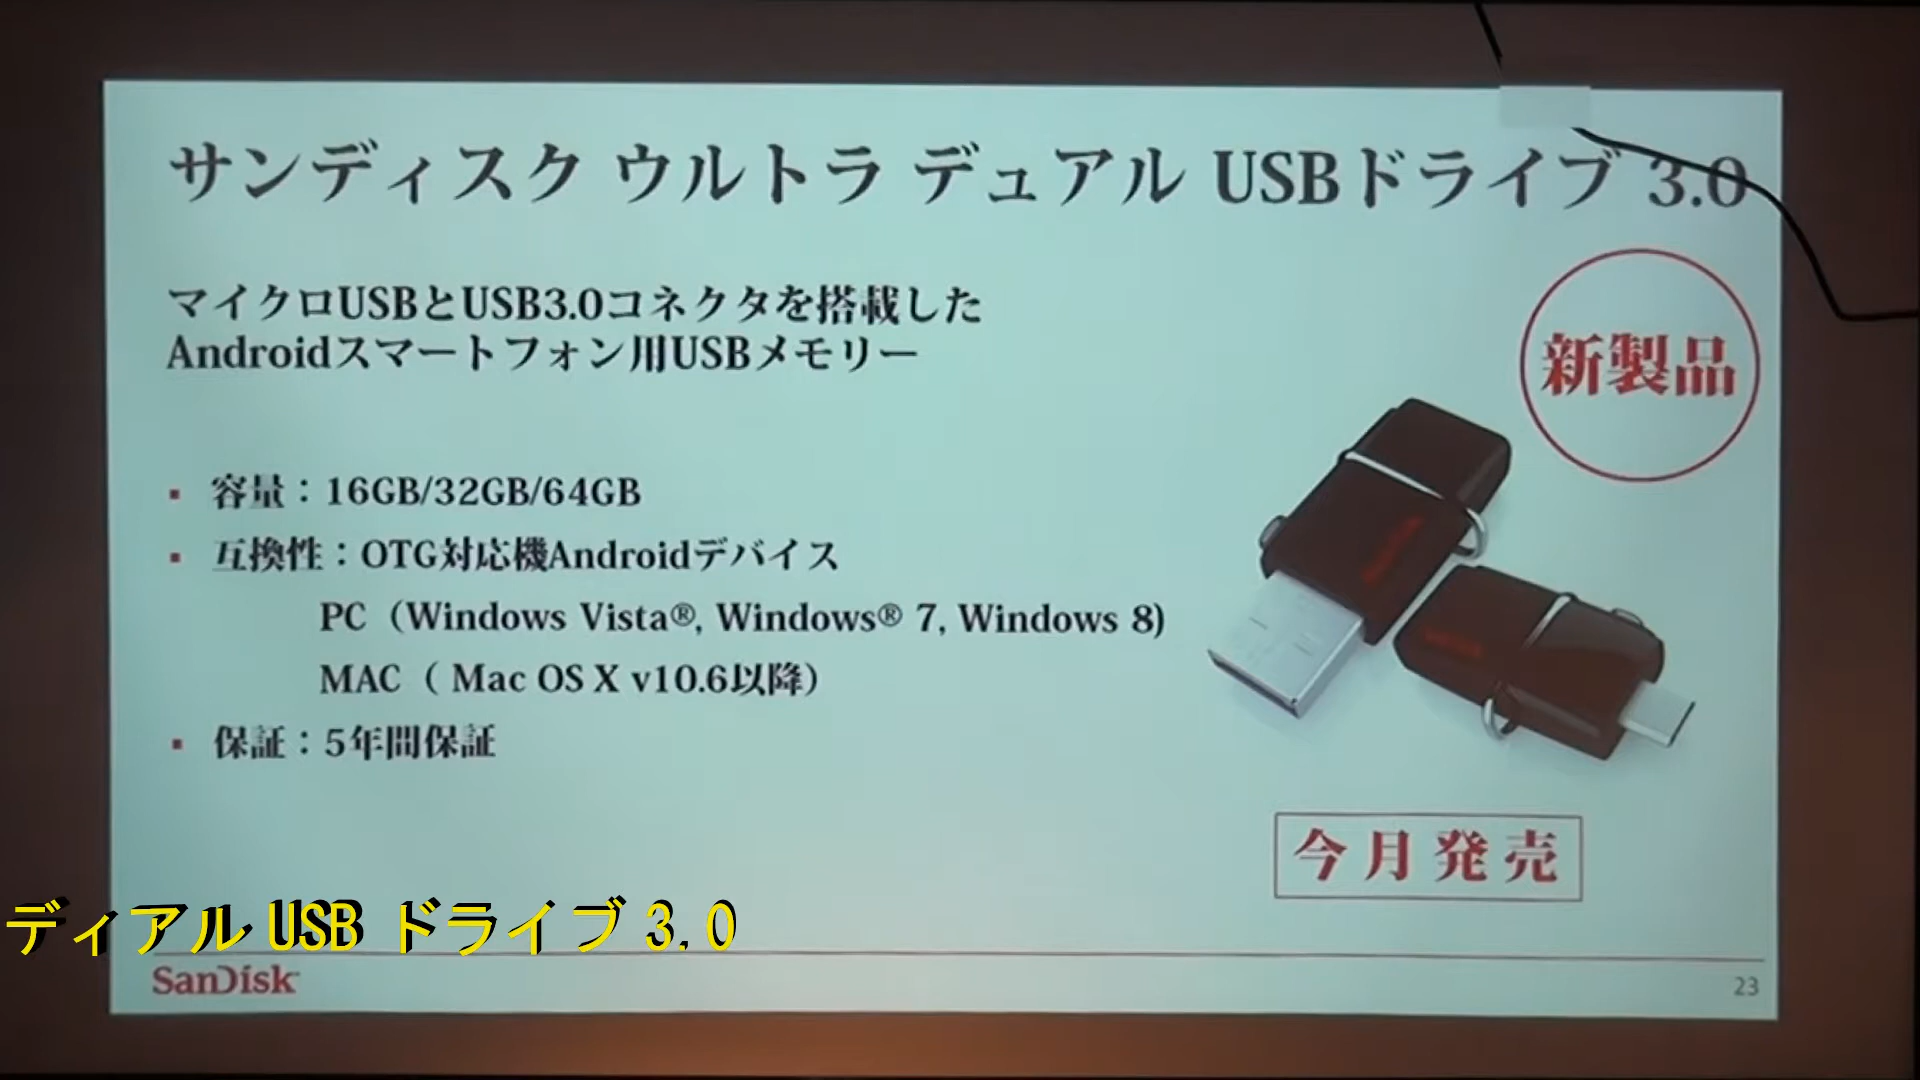 サンディスク ウルトラ デュアル USBドライブ 3.0
マイクロUSBとUSB3.0コネクタを搭載した
Androidスマートフォン用USBメモリー
新製品
▪ 容量：16GB/32GB/64GB
▪ 互換性：OTG対応機Androidデバイス
PC（Windows Vista®, Windows® 7, Windows 8)
MAC（ Mac OS X v10.6以降）
▪ 保証：5年間保証
今月発売
ディアル USB ドライブ 3.0
SanDisk
23